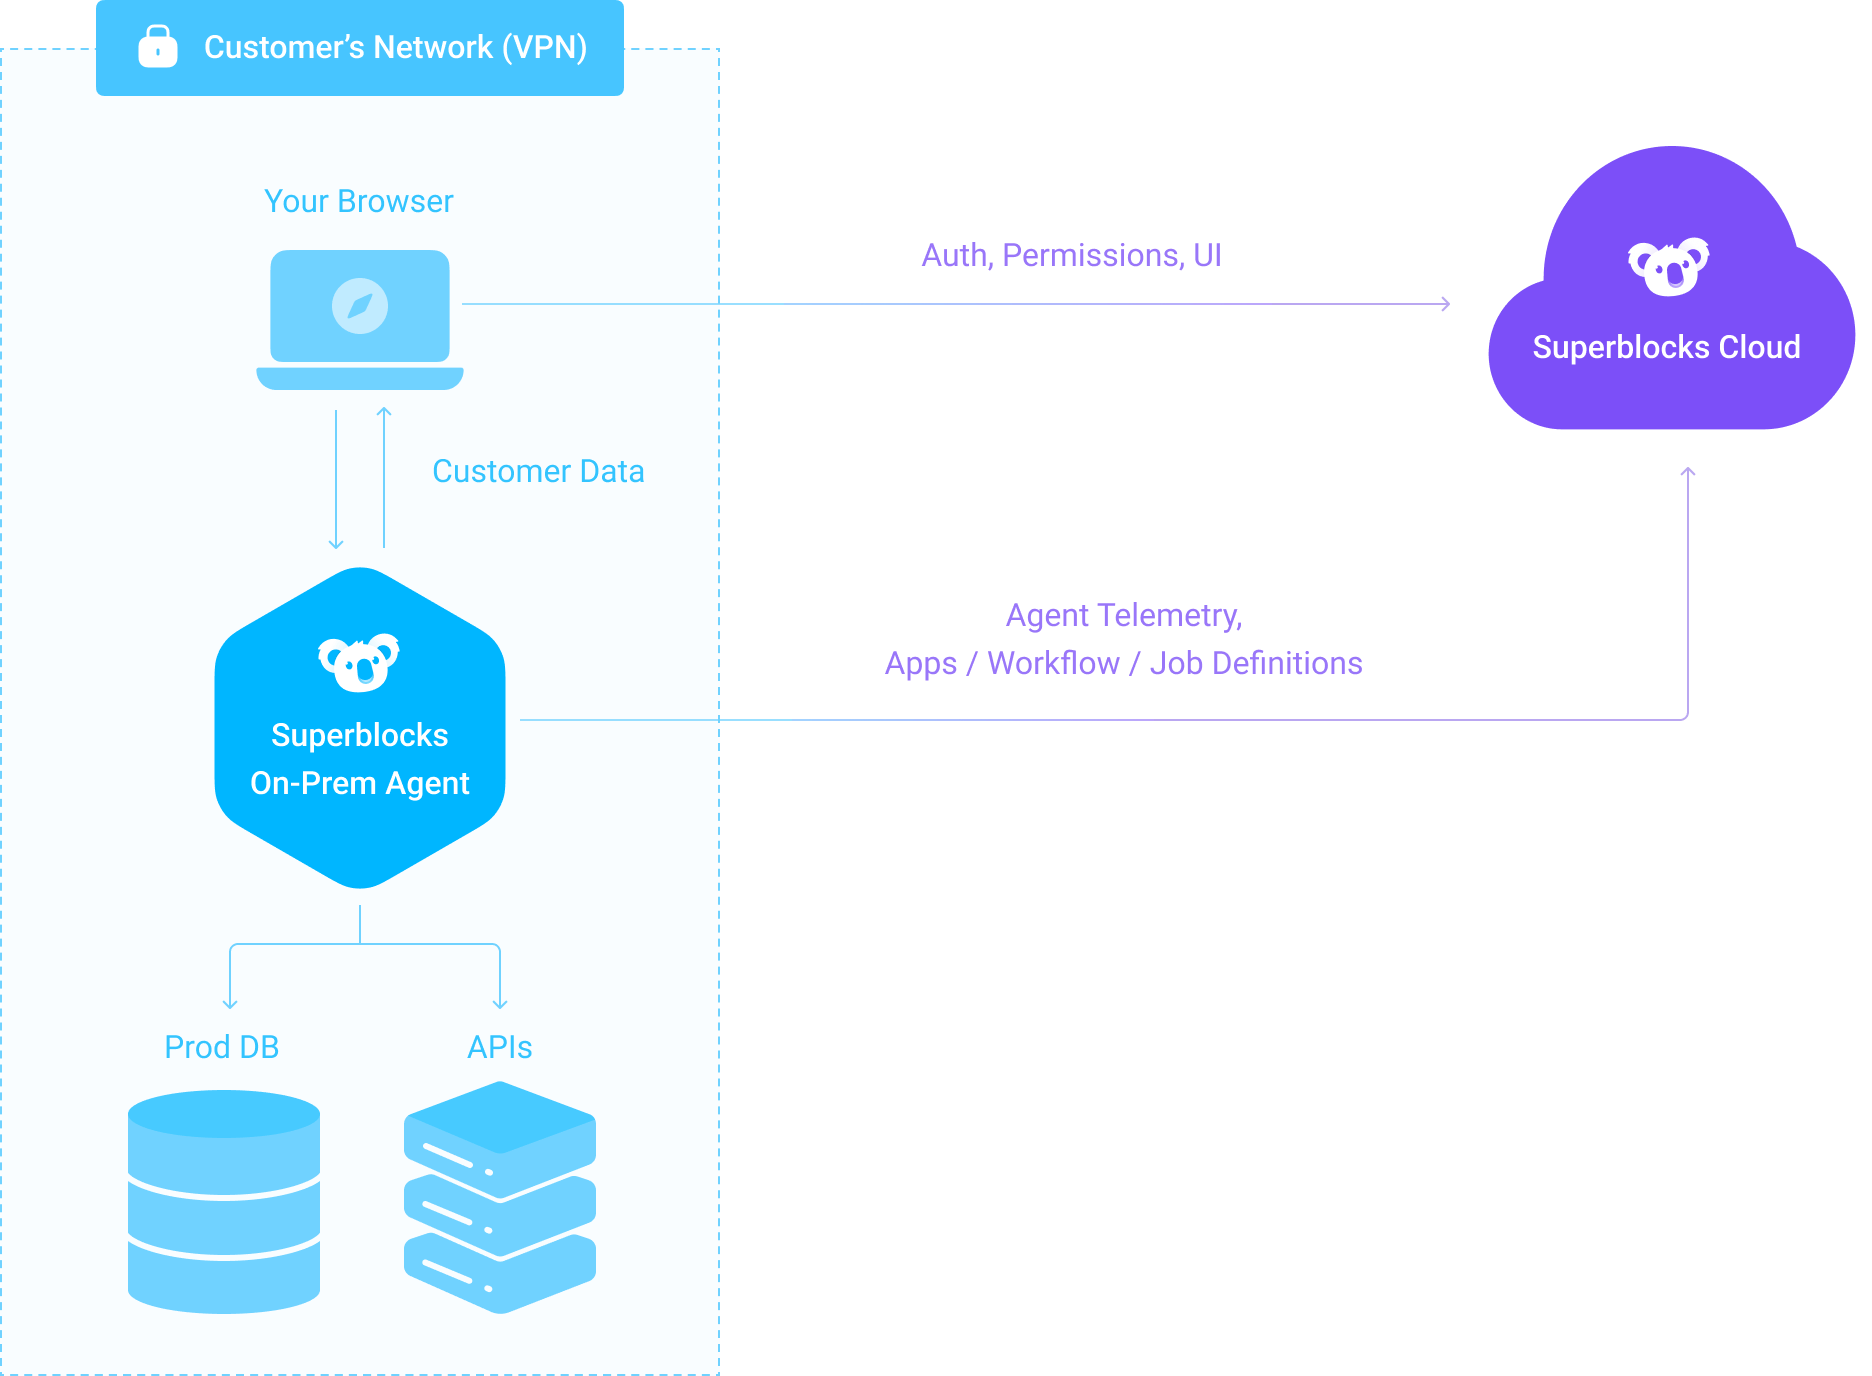 Customer’s Network (VPN)
Your Browser
Auth, Permissions, UI
Superblocks Cloud
Customer Data
Agent Telemetry,
Apps / Workflow / Job Definitions
Superblocks
On-Prem Agent
Prod DB
APIs